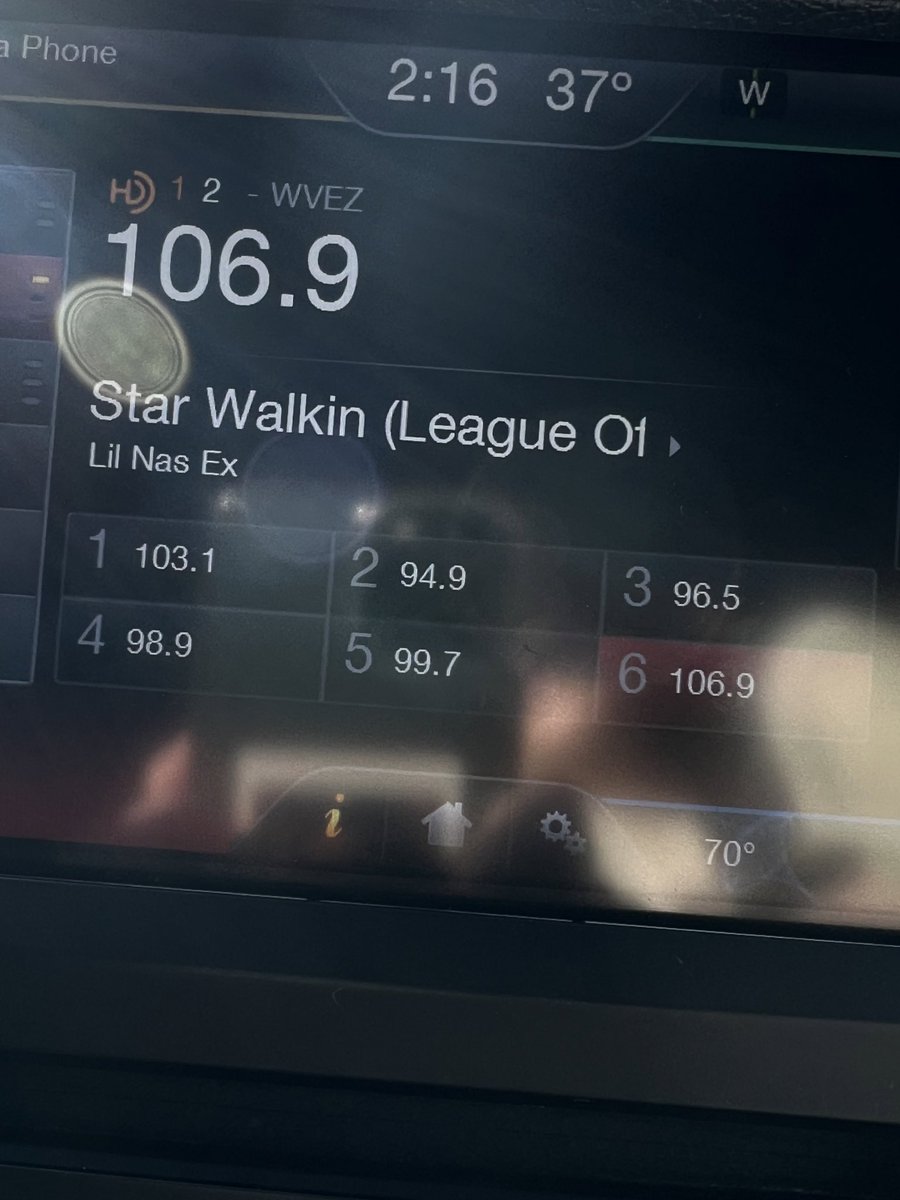 a Phone
2:16 37° W
HD 1 2 - WVEZ
106.9
Star Walkin (League Of
Lil Nas Ex
1 103.1 2 94.9 3 96.5
4 98.9 5 99.7 6 106.9
i 70°